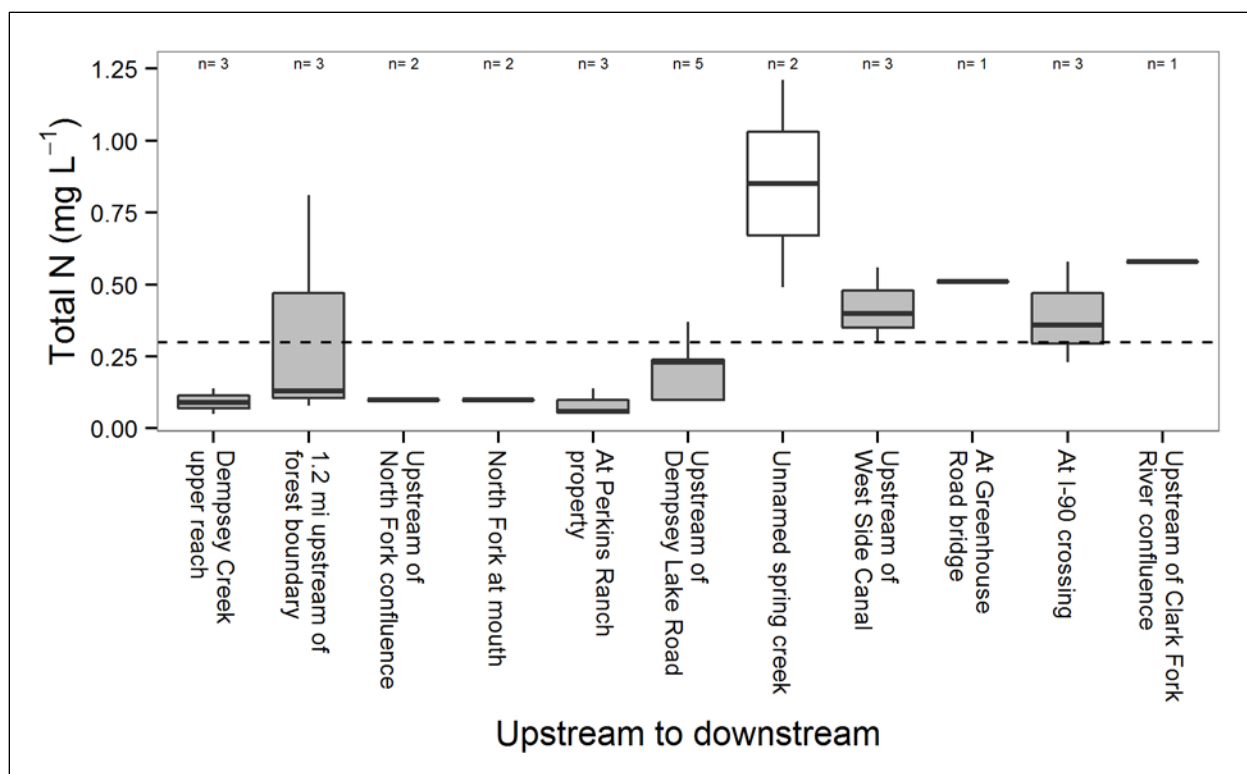 n= 3 n= 3 n= 2 n= 2 n= 3 n= 5 n= 2 n= 3 n= 1 n= 3 n= 1
Total N (mg L⁻¹)
1.25
1.00
0.75
0.50
0.25
0.00
Dempsey Creek
upper reach
1.2 mi upstream of
forest boundary
Upstream of
North Fork confluence
North Fork at mouth
At Perkins Ranch
property
Upstream of
Dempsey Lake Road
Unnamed spring creek
Upstream of
West Side Canal
At Greenhouse
Road bridge
At I-90 crossing
Upstream of Clark Fork
River confluence
Upstream to downstream